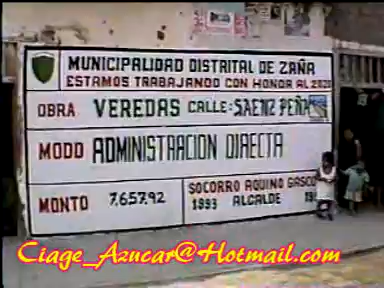 MUNICIPALIDAD DISTRITAL DE ZAÑA
ESTAMOS TRABAJANDO CON HONOR AL 2020
OBRA VEREDAS CALLE: SAENZ PEÑA
MODO ADMINISTRACION DIRECTA
MONTO 7,657.92
SOCORRO AQUINO GASCO
1993 ALCALDE
Ciage_Azucar@Hotmail.com